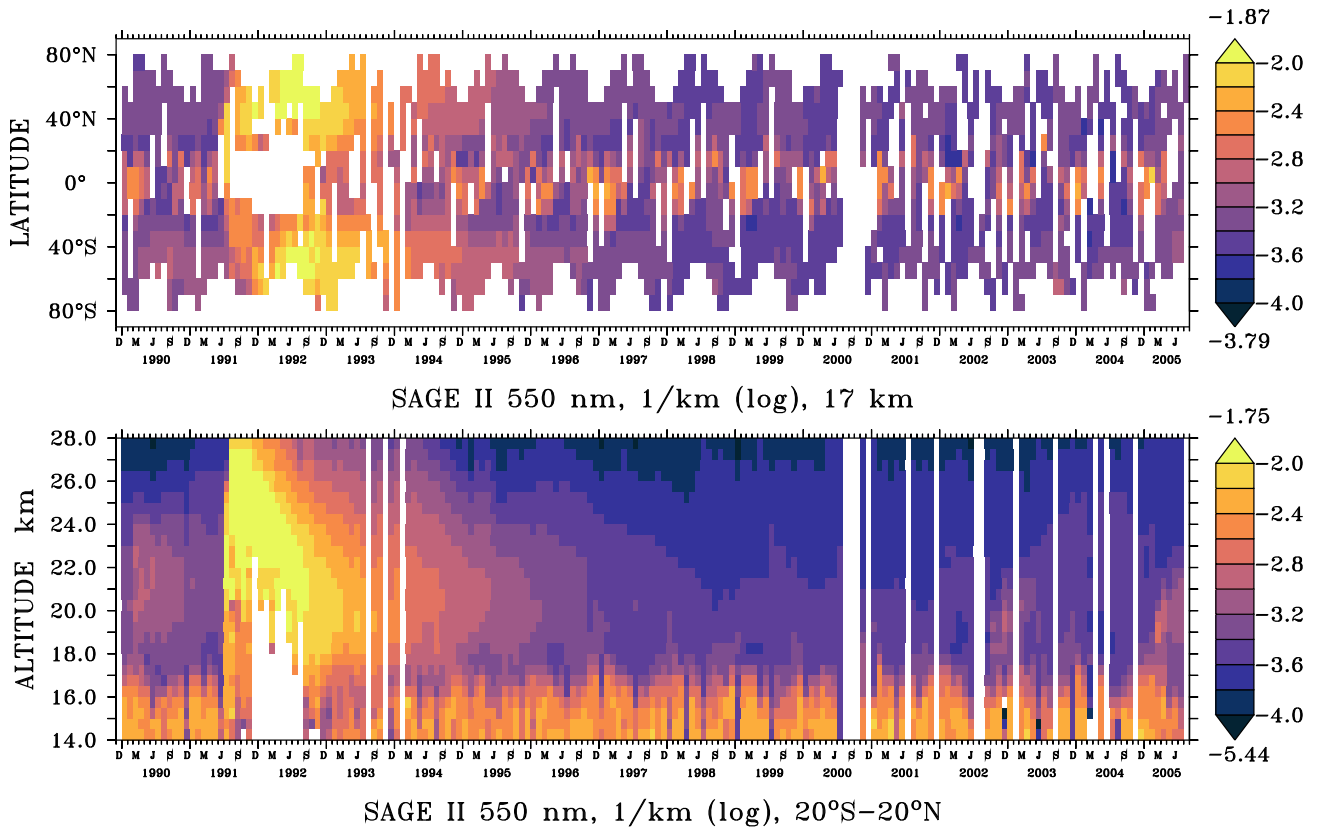 −1.87
80°N
40°N
0°
40°S
80°S
LATITUDE
−2.0
−2.4
−2.8
−3.2
−3.6
−4.0
−3.79
D M J S D M J S D M J S D M J S D M J S D M J S D M J S D M J S D M J S D M J S D M J S D M J S D M J S D M J S D M J S D M J
1990 1991 1992 1993 1994 1995 1996 1997 1998 1999 2000 2001 2002 2003 2004 2005
SAGE II 550 nm, 1/km (log), 17 km
−1.75
28.0
26.0
24.0
22.0
20.0
18.0
16.0
14.0
ALTITUDE km
−2.0
−2.4
−2.8
−3.2
−3.6
−4.0
−5.44
D M J S D M J S D M J S D M J S D M J S D M J S D M J S D M J S D M J S D M J S D M J S D M J S D M J S D M J S D M J S D M J
1990 1991 1992 1993 1994 1995 1996 1997 1998 1999 2000 2001 2002 2003 2004 2005
SAGE II 550 nm, 1/km (log), 20°S−20°N